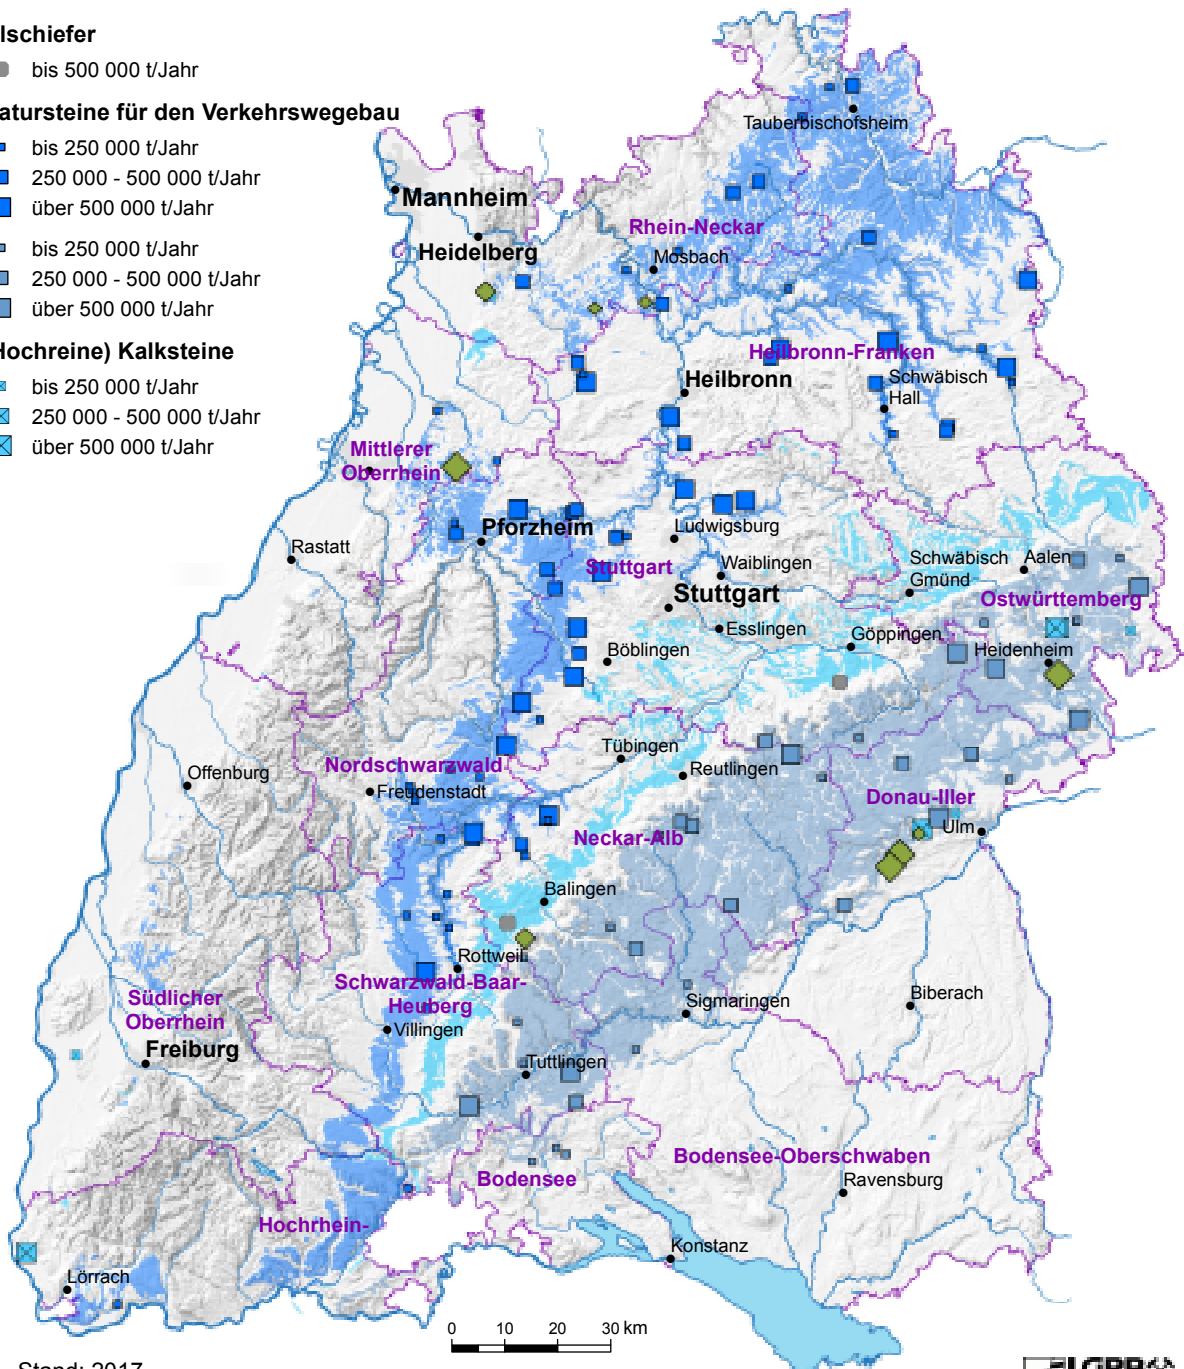 lschiefer
bis 500 000 t/Jahr
atursteine für den Verkehrswegebau
bis 250 000 t/Jahr
250 000 - 500 000 t/Jahr
über 500 000 t/Jahr
bis 250 000 t/Jahr
250 000 - 500 000 t/Jahr
über 500 000 t/Jahr
Hochreine) Kalksteine
bis 250 000 t/Jahr
250 000 - 500 000 t/Jahr
über 500 000 t/Jahr
Tauberbischofsheim
Mannheim
Rhein-Neckar
Heidelberg
Mosbach
Heilbronn-Franken
Heilbronn
Schwäbisch
Hall
Mittlerer
Oberrhein
Pforzheim
Ludwigsburg
Rastatt
Stuttgart
Waiblingen
Schwäbisch
Gmünd
Aalen
Stuttgart
Ostwürttemberg
Esslingen
Göppingen
Böblingen
Heidenheim
Tübingen
Nordschwarzwald
Reutlingen
Offenburg
Freudenstadt
Donau-Iller
Neckar-Alb
Ulm
Balingen
Rottweil
Schwarzwald-Baar-
Heuberg
Südlicher
Oberrhein
Sigmaringen
Biberach
Villingen
Freiburg
Tuttlingen
Bodensee-Oberschwaben
Bodensee
Ravensburg
Hochrhein-
Konstanz
Lörrach
0 10 20 30 km
Stand: 2017
LGRB